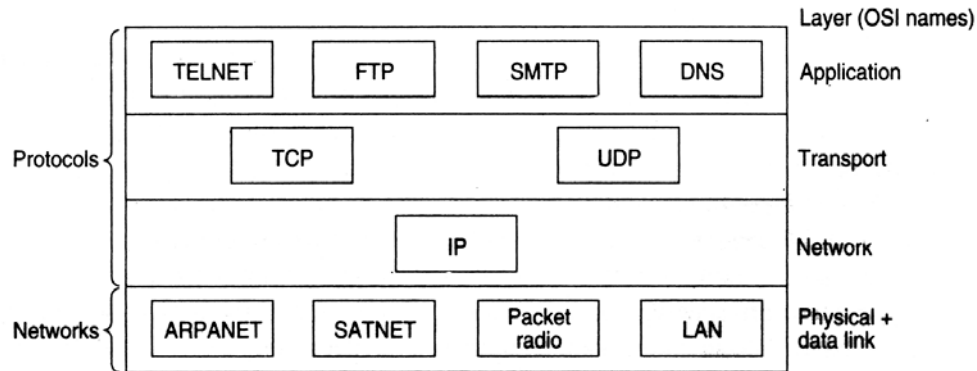 Layer (OSI names)
TELNET FTP SMTP DNS Application
Protocols
TCP UDP Transport
IP Network
Networks
ARPANET SATNET Packet radio LAN Physical + data link